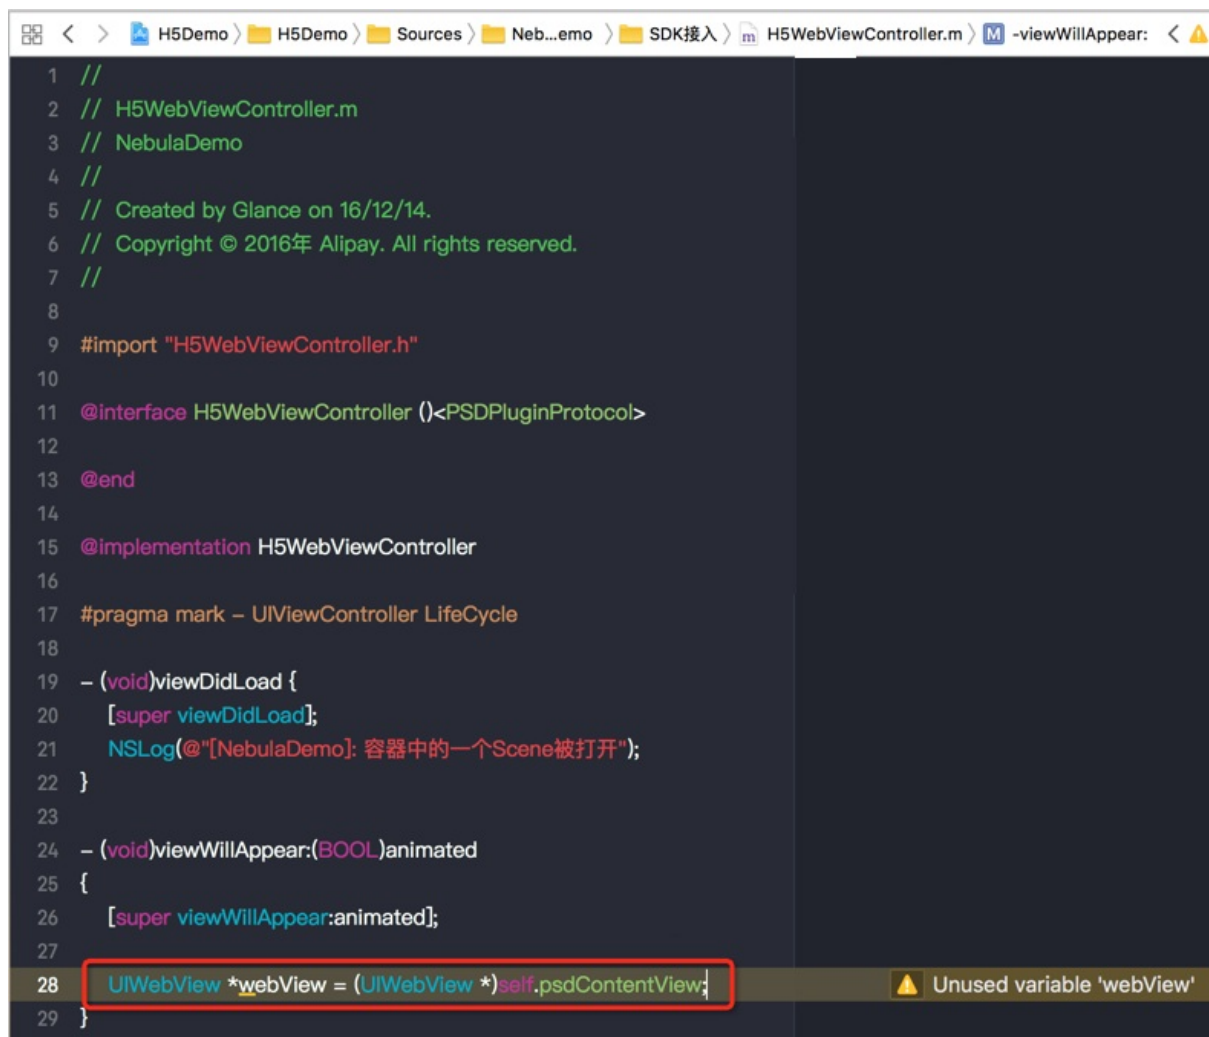 H5Demo 〉 H5Demo 〉 Sources 〉 Neb...emo 〉 SDK接入 〉 m H5WebViewController.m 〉 M -viewWillAppear:
1 //
2 // H5WebViewController.m
3 // NebulaDemo
4 //
5 // Created by Glance on 16/12/14.
6 // Copyright © 2016年 Alipay. All rights reserved.
7 //
8
9 #import "H5WebViewController.h"
10
11 @interface H5WebViewController ()<PSDPluginProtocol>
12
13 @end
14
15 @implementation H5WebViewController
16
17 #pragma mark – UIViewController LifeCycle
18
19 – (void)viewDidLoad {
20 [super viewDidLoad];
21 NSLog(@"[NebulaDemo]: 容器中的一个Scene被打开");
22 }
23
24 – (void)viewWillAppear:(BOOL)animated
25 {
26 [super viewWillAppear:animated];
27
28 UIWebView *webView = (UIWebView *)self.psdContentView; Unused variable 'webView'
29 }